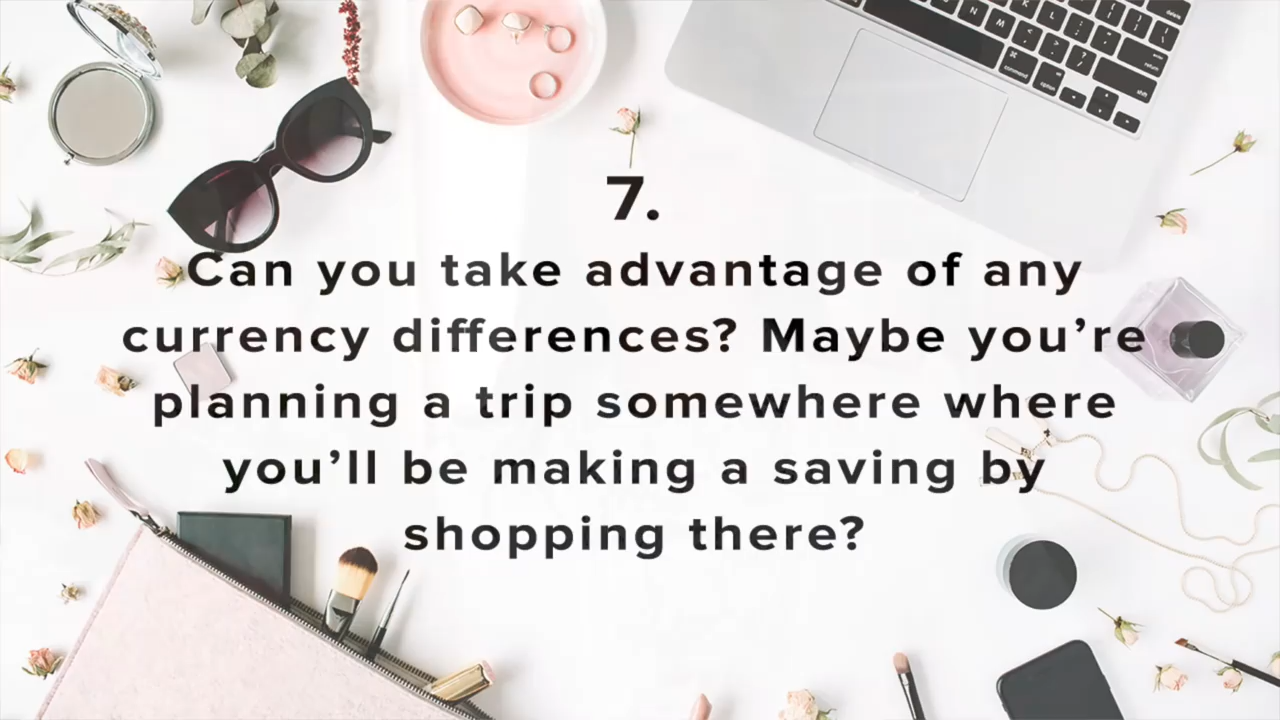 7.
Can you take advantage of any
currency differences? Maybe you're
planning a trip somewhere where
you'll be making a saving by
shopping there?